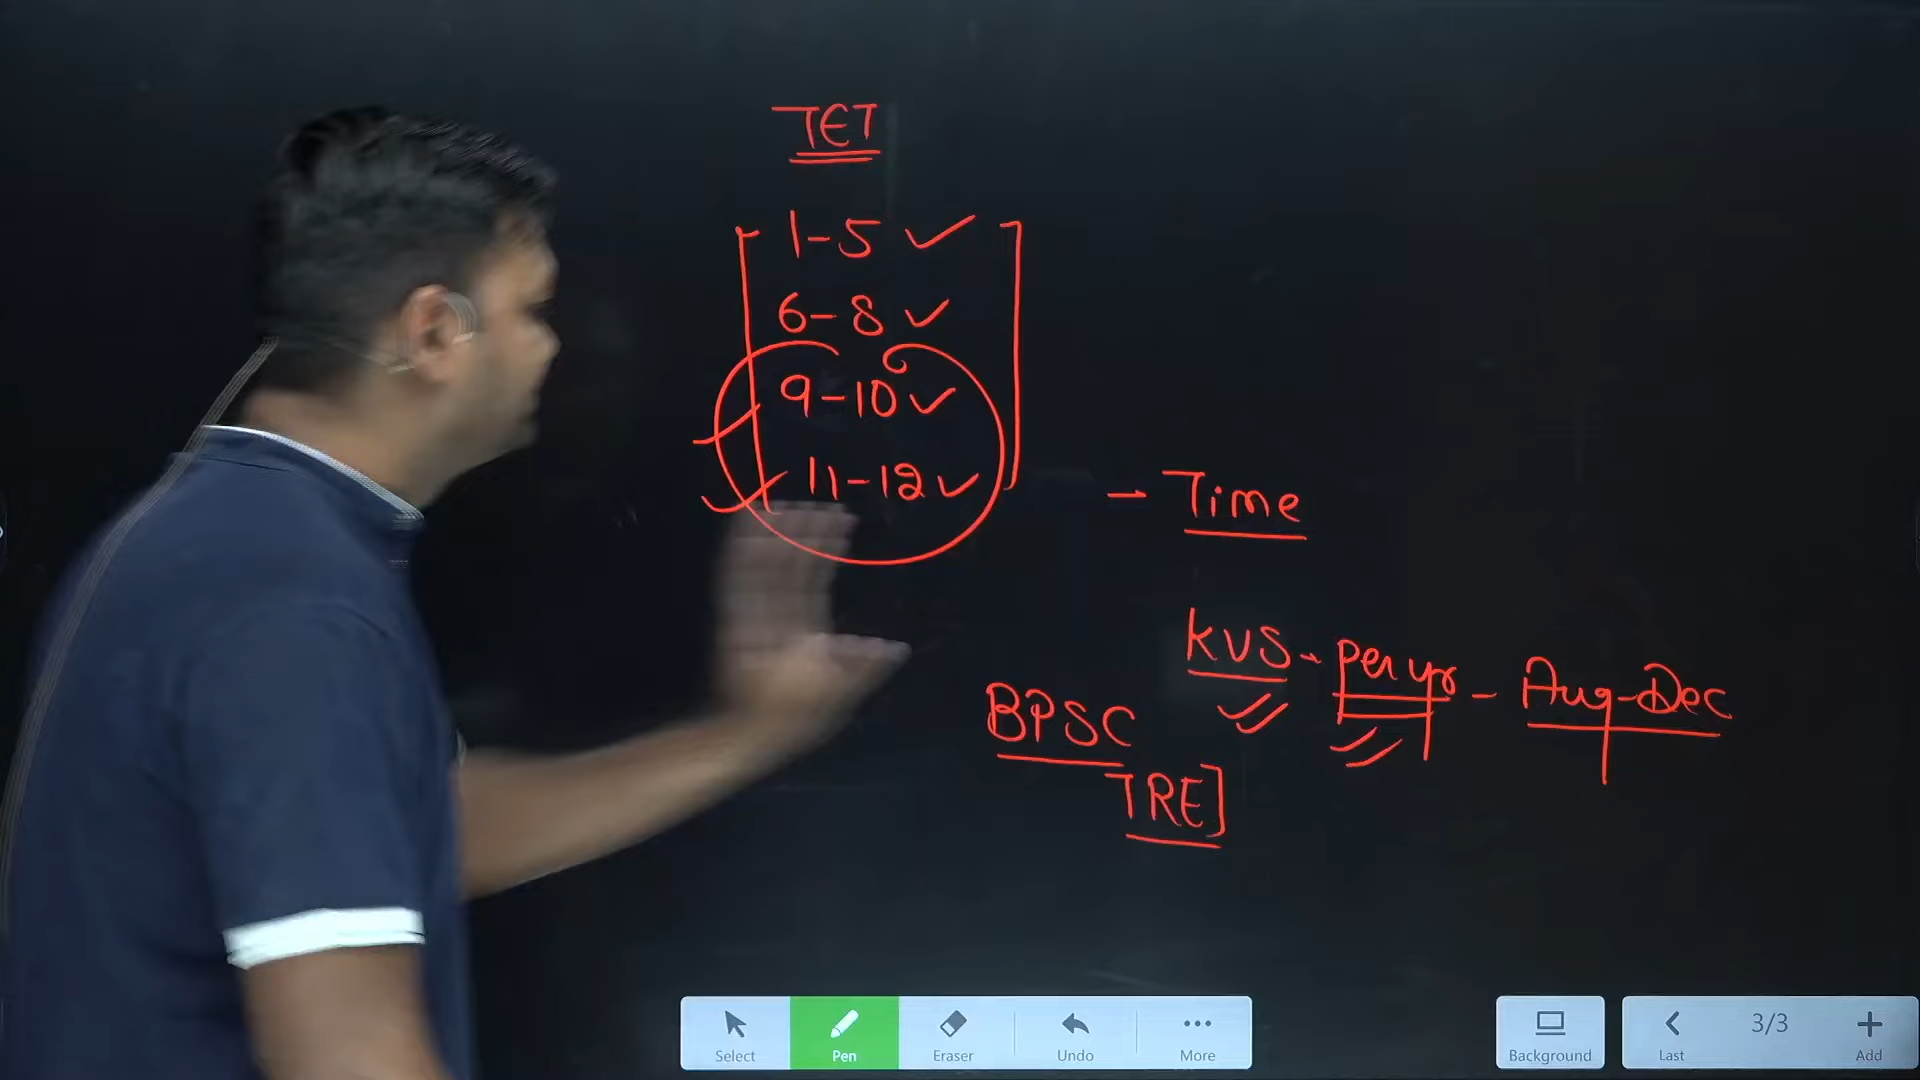 TET
1-5 ✓
6-8 ✓
9-10 ✓
11-12 ✓
- Time
KVS - per yr - Aug-Dec
BPSC
TRE]
Select Pen Eraser Undo More
Background
3/3
Last Add